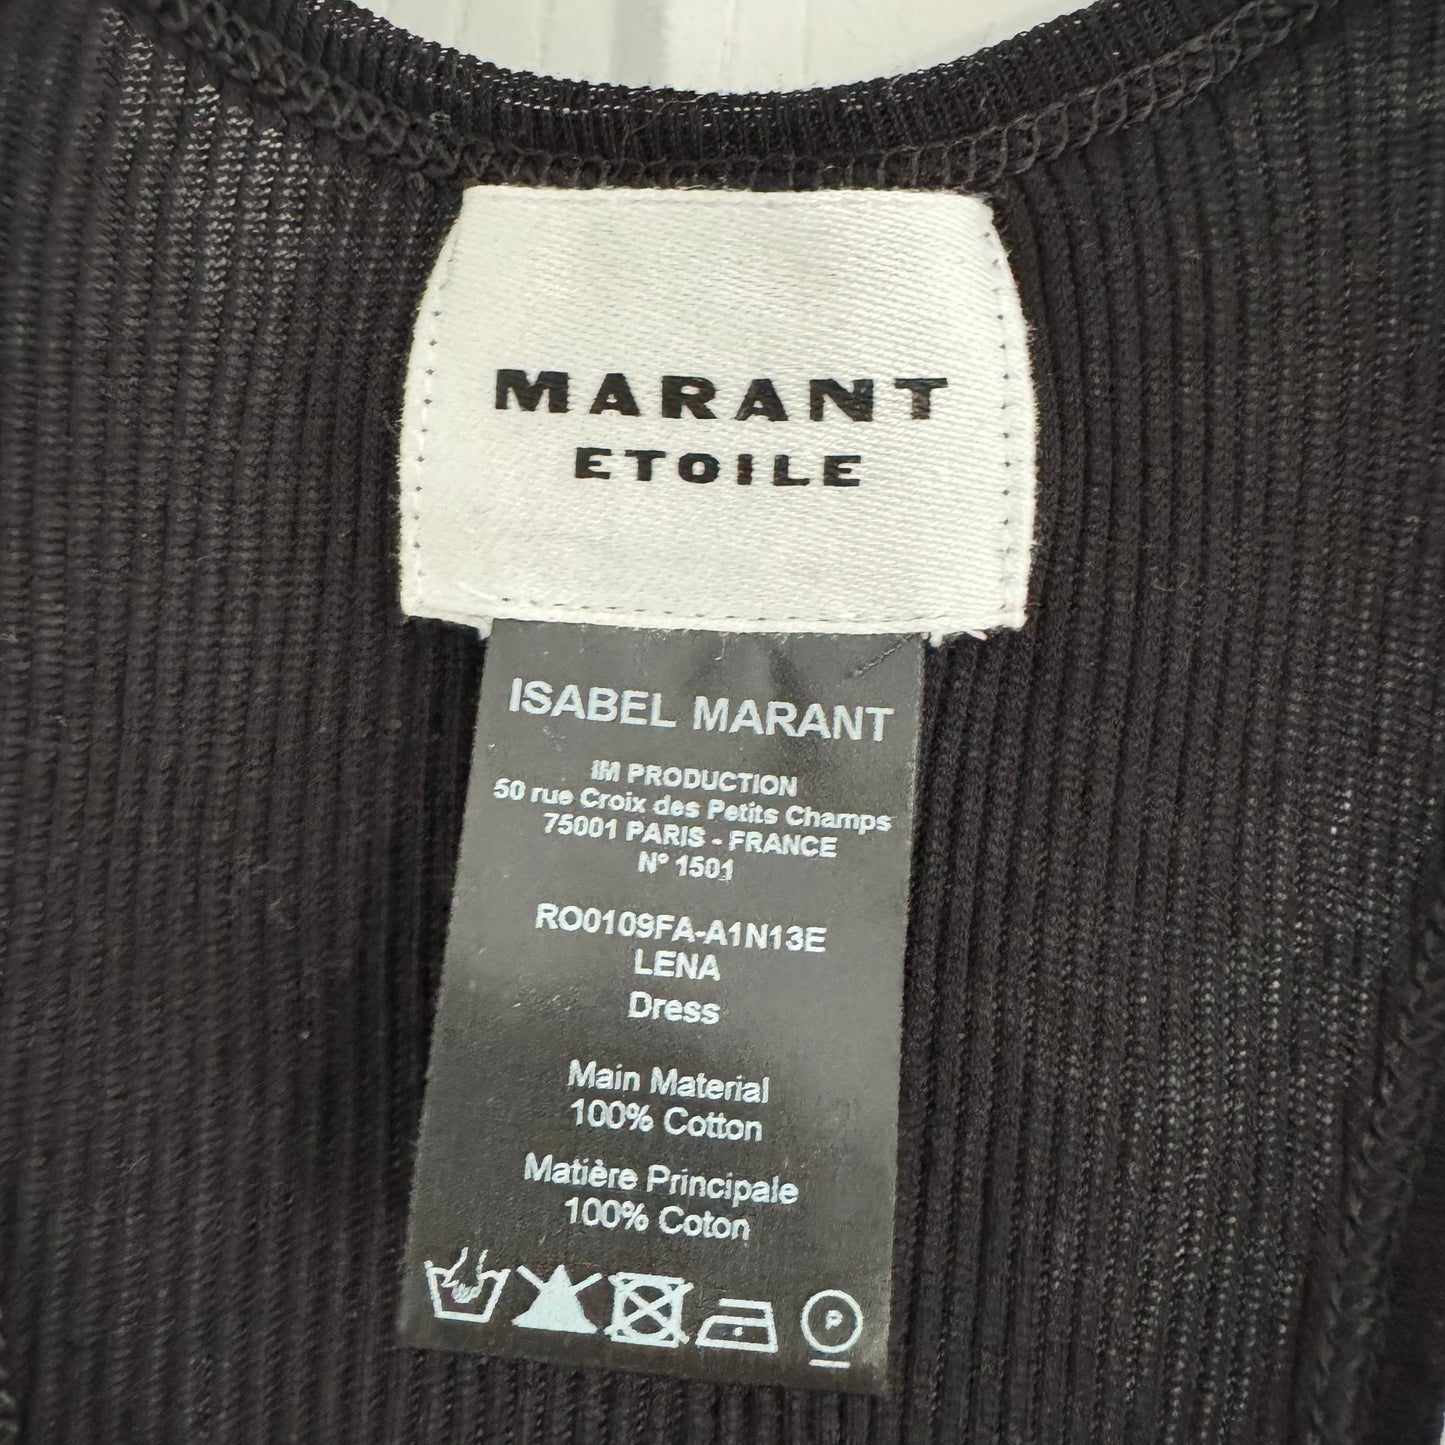 MARANT
ETOILE
ISABEL MARANT
IM PRODUCTION
50 rue Croix des Petits Champs
75001 PARIS - FRANCE
N° 1501
RO0109FA-A1N13E
LENA
Dress
Main Material
100% Cotton
Matière Principale
100% Coton
P